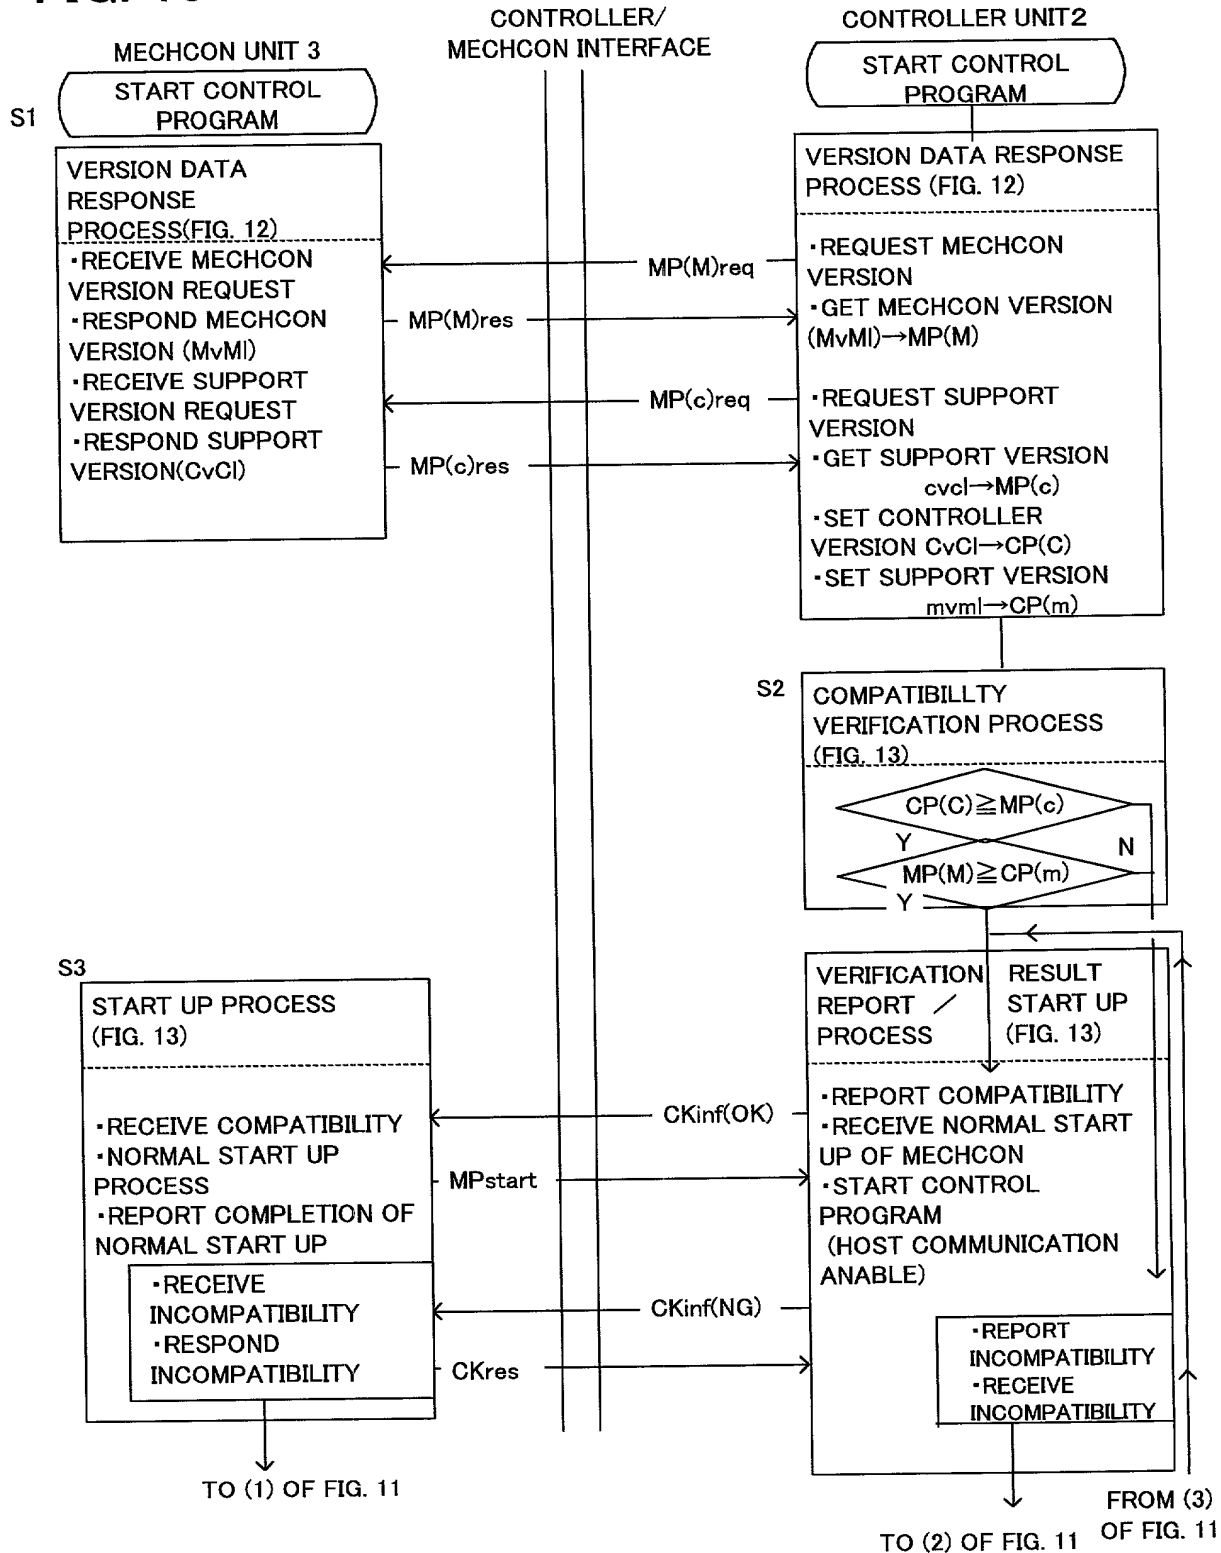 CONTROLLER/
MECHCON INTERFACE
CONTROLLER UNIT2
MECHCON UNIT 3
START CONTROL
PROGRAM
S1
START CONTROL
PROGRAM
VERSION DATA
RESPONSE
PROCESS(FIG. 12)
・RECEIVE MECHCON
VERSION REQUEST
・RESPOND MECHCON
VERSION (MvMl)
・RECEIVE SUPPORT
VERSION REQUEST
・RESPOND SUPPORT
VERSION(CvCl)
MP(M)req
MP(M)res
MP(c)req
MP(c)res
VERSION DATA RESPONSE
PROCESS (FIG. 12)
・REQUEST MECHCON
VERSION
・GET MECHCON VERSION
(MvMl)→MP(M)
・REQUEST SUPPORT
VERSION
・GET SUPPORT VERSION
cvcl→MP(c)
・SET CONTROLLER
VERSION CvCl→CP(C)
・SET SUPPORT VERSION
mvml→CP(m)
S2
COMPATIBILLTY
VERIFICATION PROCESS
(FIG. 13)
CP(C)≧MP(c)
Y
N
MP(M)≧CP(m)
Y
S3
START UP PROCESS
(FIG. 13)
・RECEIVE COMPATIBILITY
・NORMAL START UP
PROCESS
・REPORT COMPLETION OF
NORMAL START UP
・RECEIVE
INCOMPATIBILITY
・RESPOND
INCOMPATIBILITY
TO (1) OF FIG. 11
CKinf(OK)
MPstart
CKinf(NG)
CKres
VERIFICATION RESULT
REPORT ／ START UP
PROCESS (FIG. 13)
・REPORT COMPATIBILITY
・RECEIVE NORMAL START
UP OF MECHCON
・START CONTROL
PROGRAM
(HOST COMMUNICATION
ANABLE)
・REPORT
INCOMPATIBILITY
・RECEIVE
INCOMPATIBILITY
TO (2) OF FIG. 11
FROM (3)
OF FIG. 11